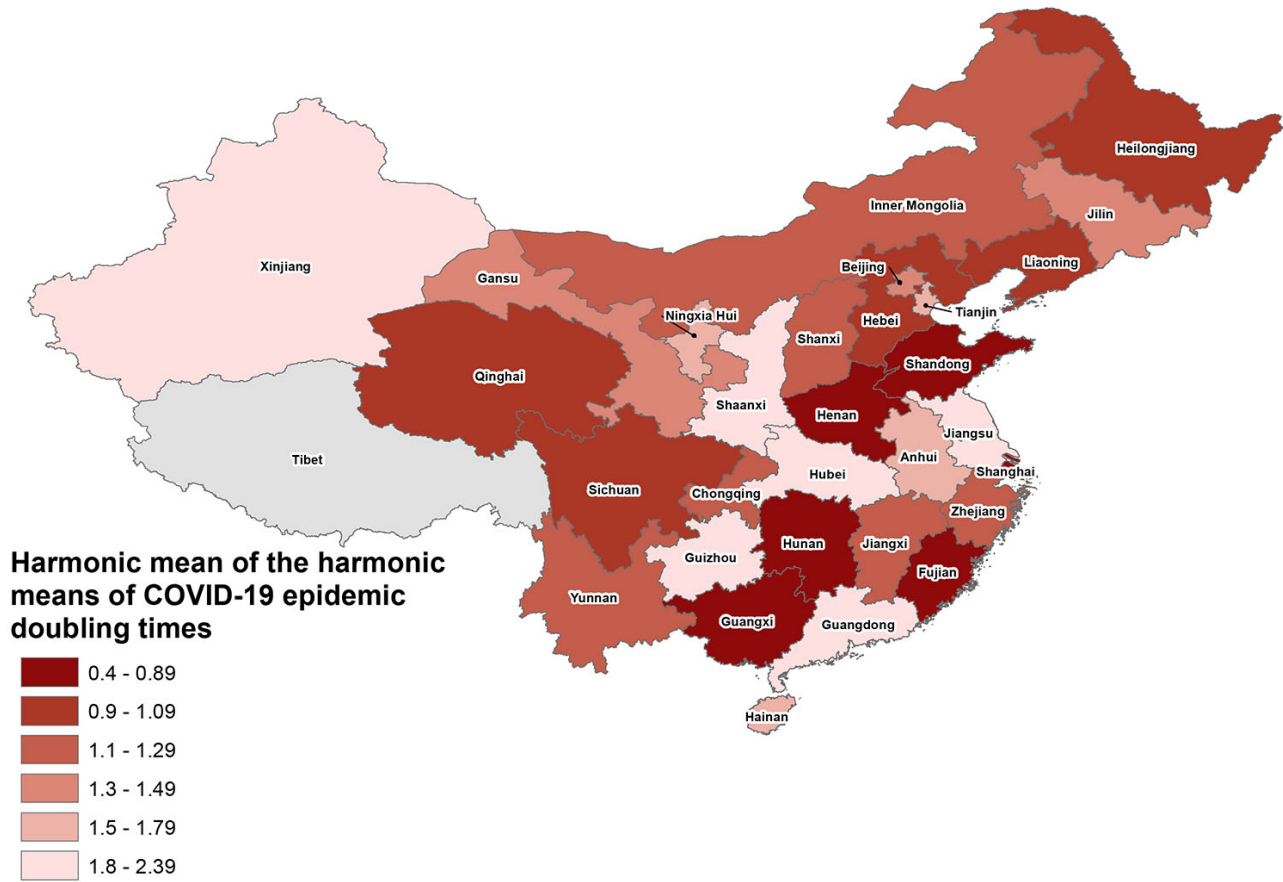 Heilongjiang
Inner Mongolia
Jilin
Xinjiang
Gansu
Beijing
Liaoning
Ningxia Hui
Tianjin
Hebei
Shanxi
Shandong
Qinghai
Shaanxi
Henan
Jiangsu
Tibet
Anhui
Shanghai
Hubei
Sichuan
Chongqing
Zhejiang
Guizhou
Hunan
Jiangxi
Fujian
Yunnan
Guangxi
Guangdong
Hainan
Harmonic mean of the harmonic
means of COVID-19 epidemic
doubling times
0.4 - 0.89
0.9 - 1.09
1.1 - 1.29
1.3 - 1.49
1.5 - 1.79
1.8 - 2.39